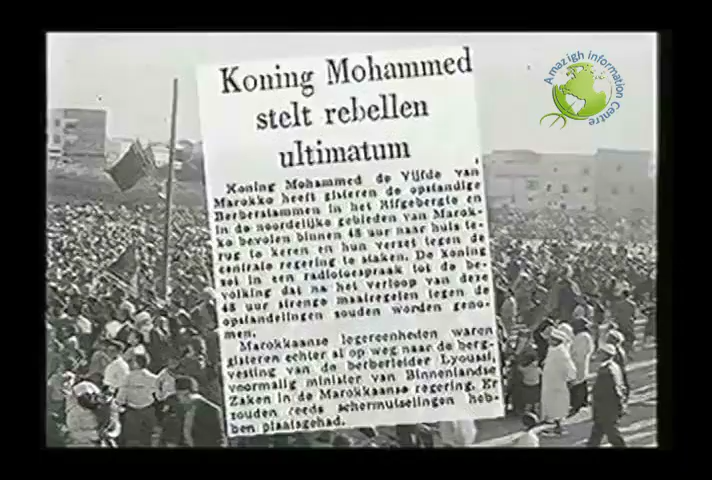 Koning Mohammed
stelt rebellen
ultimatum
Koning Mohammed de Vijfde van
Marokko heeft gisteren de opstandige
Berberstammen in het Rifgebergte en
in de noordelijke gebieden van Marok-
ko bevolen binnen 48 uur naar huis te-
rug te keren en hun verzet tegen de
centrale regering te staken. De koning
zei in een radiotoespraak tot de be-
volking dat na het verloop van deze
48 uur strenge maatregelen tegen de
opstandelingen zouden worden geno-
men.
Marokkaanse legereenheden waren
gisteren echter al op weg naar de berg-
vesting van de berberleider Lyoussi,
voormalig minister van Binnenlandse
Zaken in de Marokkaanse regering. Er
zouden reeds schermutselingen heb-
ben plaatsgehad.
Amazigh information Centre